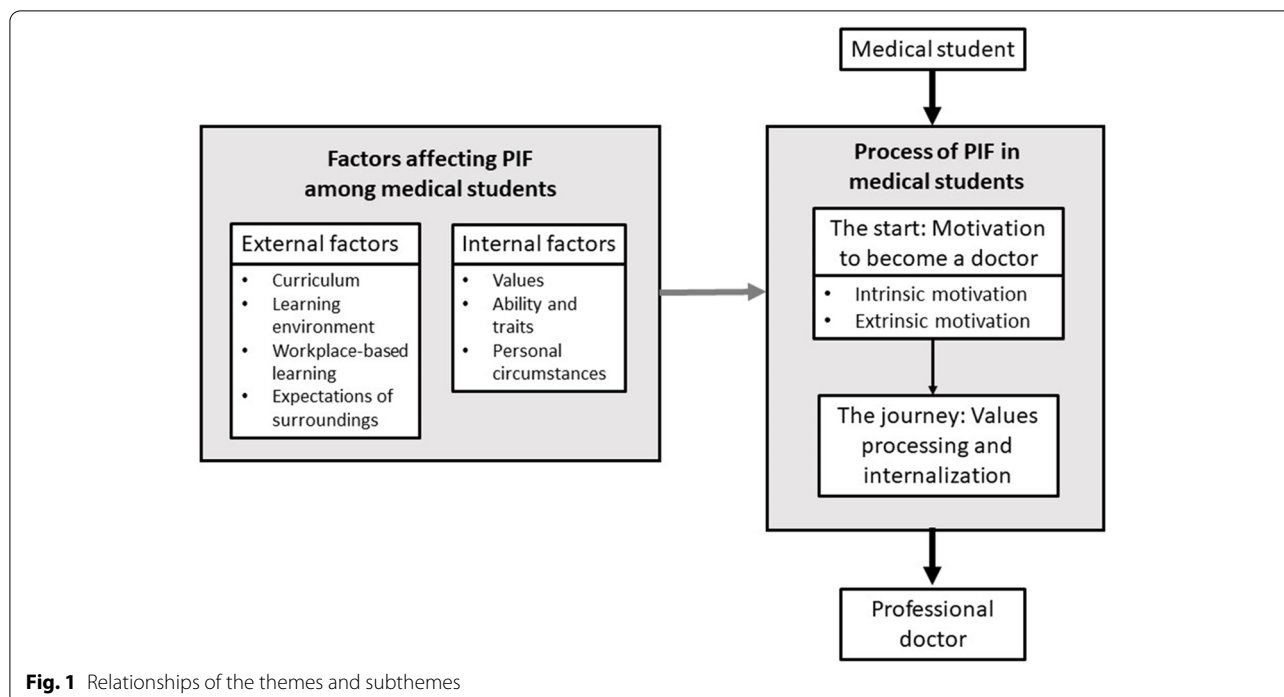 Medical student
Factors affecting PIF
among medical students
External factors
• Curriculum
• Learning
environment
• Workplace-based
learning
• Expectations of
surroundings
Internal factors
• Values
• Ability and
traits
• Personal
circumstances
Process of PIF in
medical students
The start: Motivation
to become a doctor
• Intrinsic motivation
• Extrinsic motivation
The journey: Values
processing and
internalization
Professional
doctor
Fig. 1 Relationships of the themes and subthemes